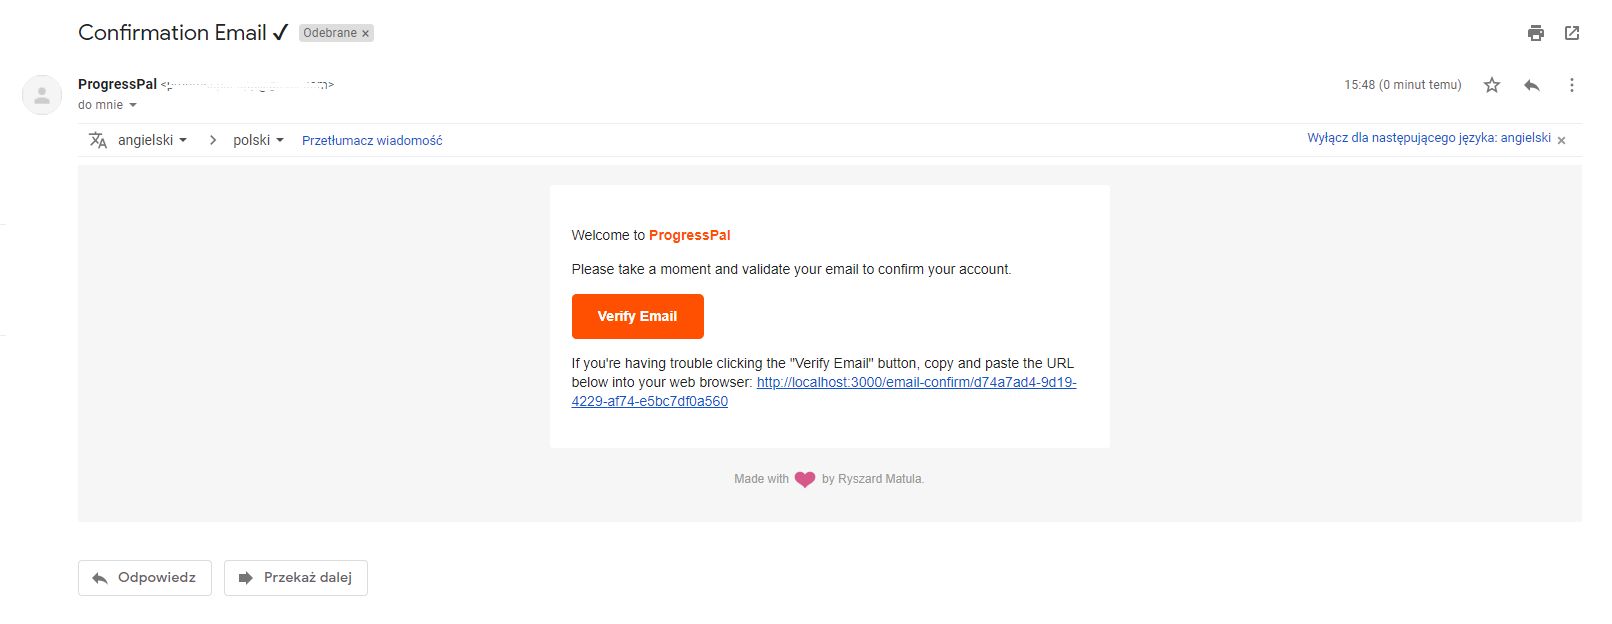 Confirmation Email ✓ Odebrane ×
ProgressPal
15:48 (0 minut temu)
do mnie
angielski > polski Przetłumacz wiadomość
Wyłącz dla następującego języka: angielski ×
Welcome to ProgressPal
Please take a moment and validate your email to confirm your account.
Verify Email
If you're having trouble clicking the "Verify Email" button, copy and paste the URL
below into your web browser: http://localhost:3000/email-confirm/d74a7ad4-9d19-
4229-af74-e5bc7df0a560
Made with ❤ by Ryszard Matula.
Odpowiedz
Przekaż dalej